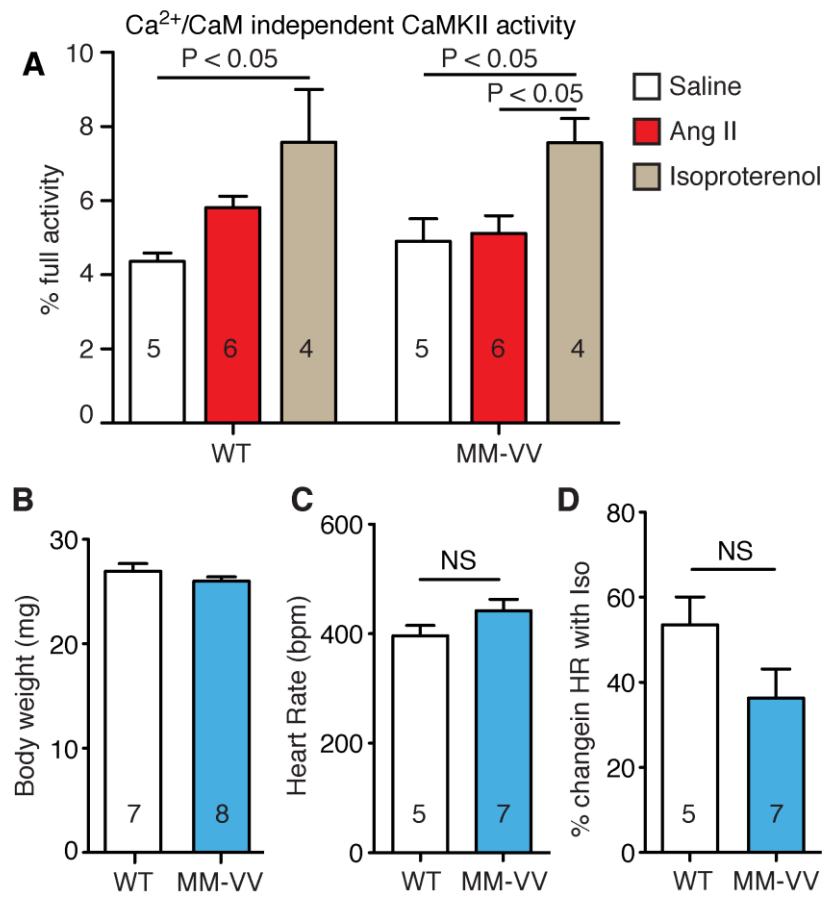 Ca²⁺/CaM independent CaMKII activity
A
% full activity
10
8
6
4
2
0
P < 0.05
P < 0.05
P < 0.05
5
6
4
5
6
4
WT
MM-VV
Saline
Ang II
Isoproterenol
B
Body weight (mg)
30
20
10
0
7
8
WT
MM-VV
C
Heart Rate (bpm)
600
400
200
0
NS
5
7
WT
MM-VV
D
% changein HR with Iso
80
60
40
20
0
NS
5
7
WT
MM-VV